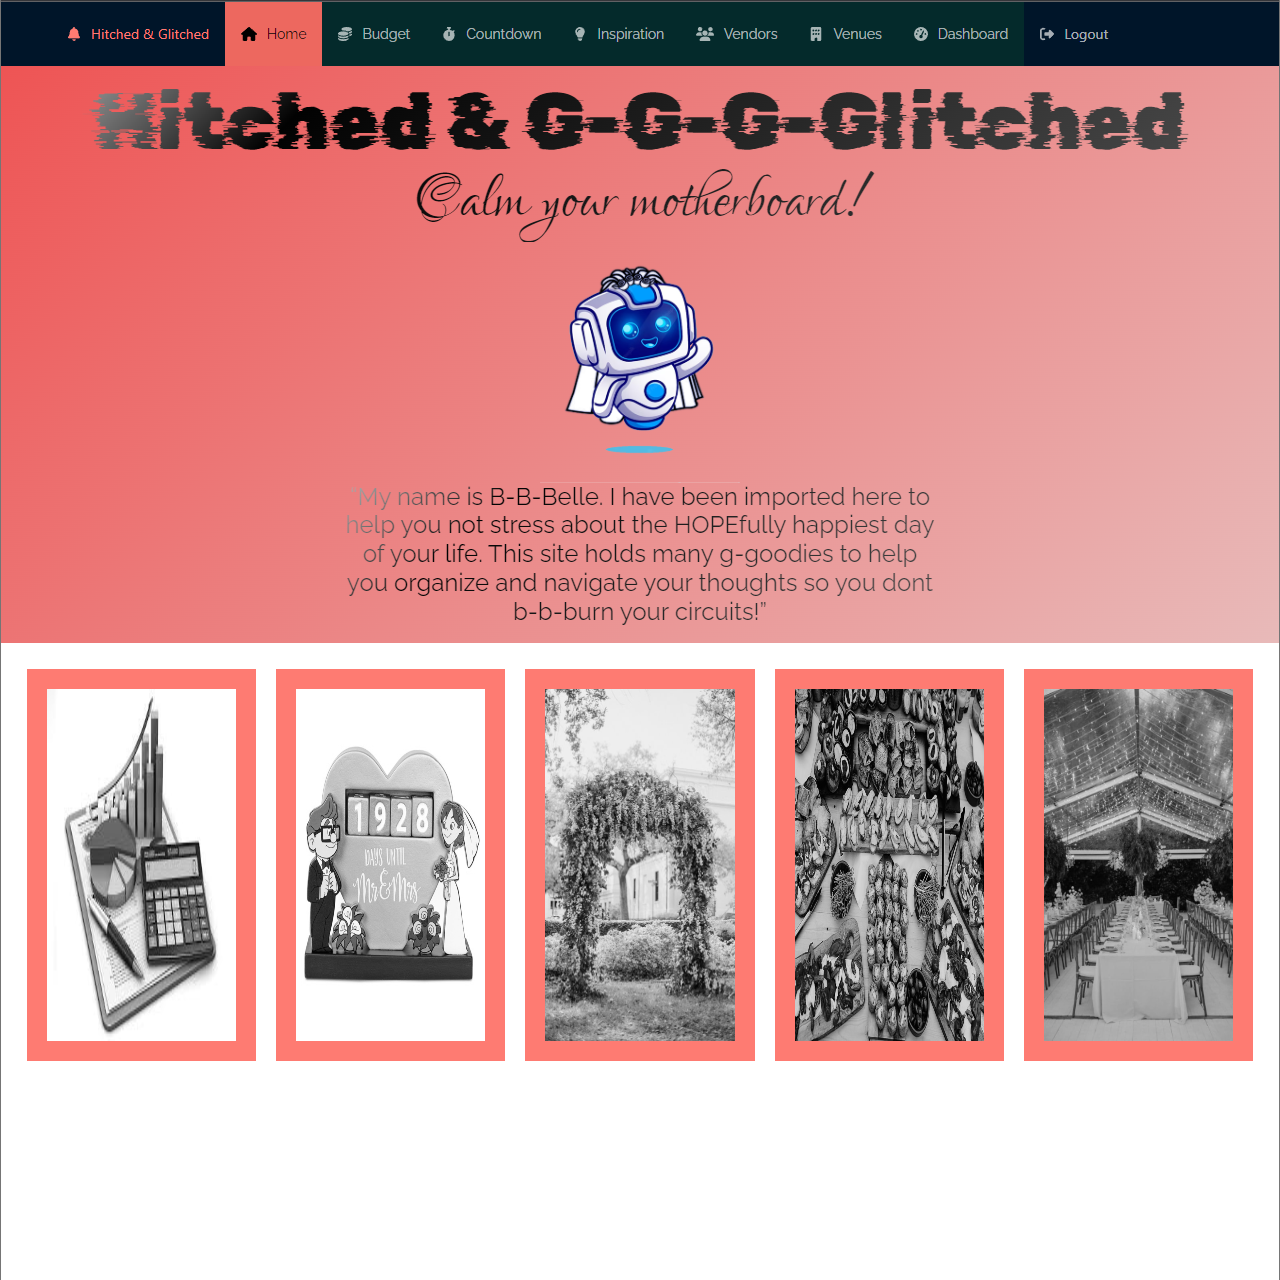 Hitched & Glitched
Home
Budget
Countdown
Inspiration
Vendors
Venues
Dashboard
Logout
Hitched & G-G-G-Glitched
Calm your motherboard!
"My name is B-B-Belle. I have been imported here to
help you not stress about the HOPEfully happiest day
of your life. This site holds many g-goodies to help
you organize and navigate your thoughts so you dont
b-b-burn your circuits!”
1928
DAYS UNTIL
Mr & Mrs